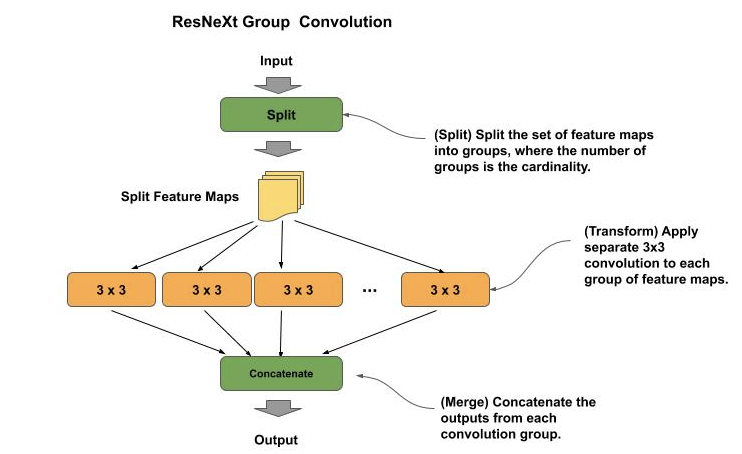 ResNeXt Group Convolution
Input
Split
(Split) Split the set of feature maps
into groups, where the number of
groups is the cardinality.
Split Feature Maps
(Transform) Apply
separate 3x3
convolution to each
group of feature maps.
3 x 3
3 x 3
3 x 3
...
3 x 3
Concatenate
(Merge) Concatenate the
outputs from each
convolution group.
Output